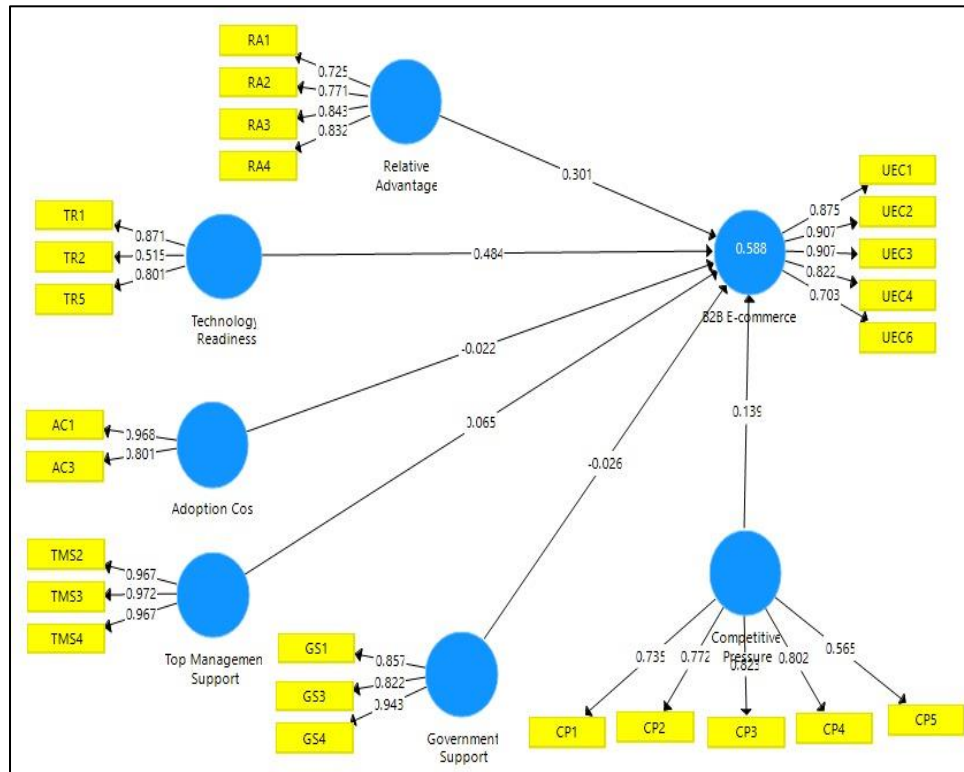 RA1
RA2
RA3
RA4
0.725
0.771
0.843
0.832
Relative
Advantage
0.301
TR1
TR2
TR5
0.871
0.515
0.801
Technology
Readiness
0.484
UEC1
UEC2
UEC3
UEC4
UEC6
0.875
0.907
0.907
0.822
0.703
0.588
B2B E-commerce
-0.022
0.065
-0.026
0.139
AC1
AC3
0.968
0.801
Adoption Cos
TMS2
TMS3
TMS4
0.967
0.972
0.967
Top Managemen
Support
GS1
GS3
GS4
0.857
0.822
0.943
Government
Support
Competitive
Pressure
0.735
0.772
0.823
0.802
0.565
CP1
CP2
CP3
CP4
CP5